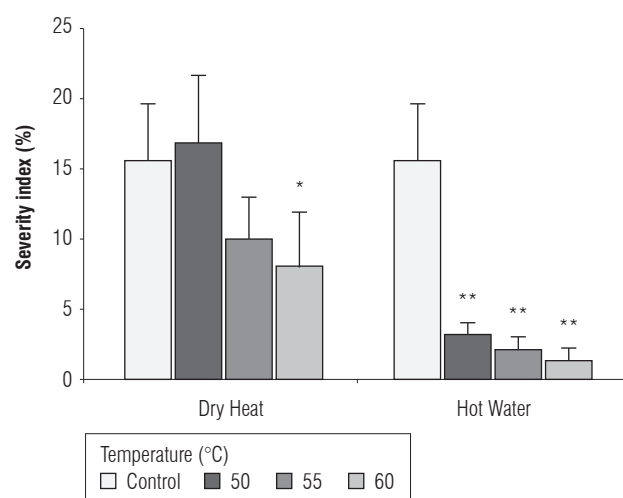 25
20
15
10
5
0
Severity index (%)
*
** ** **
Dry Heat Hot Water
Temperature (°C)
Control 50 55 60